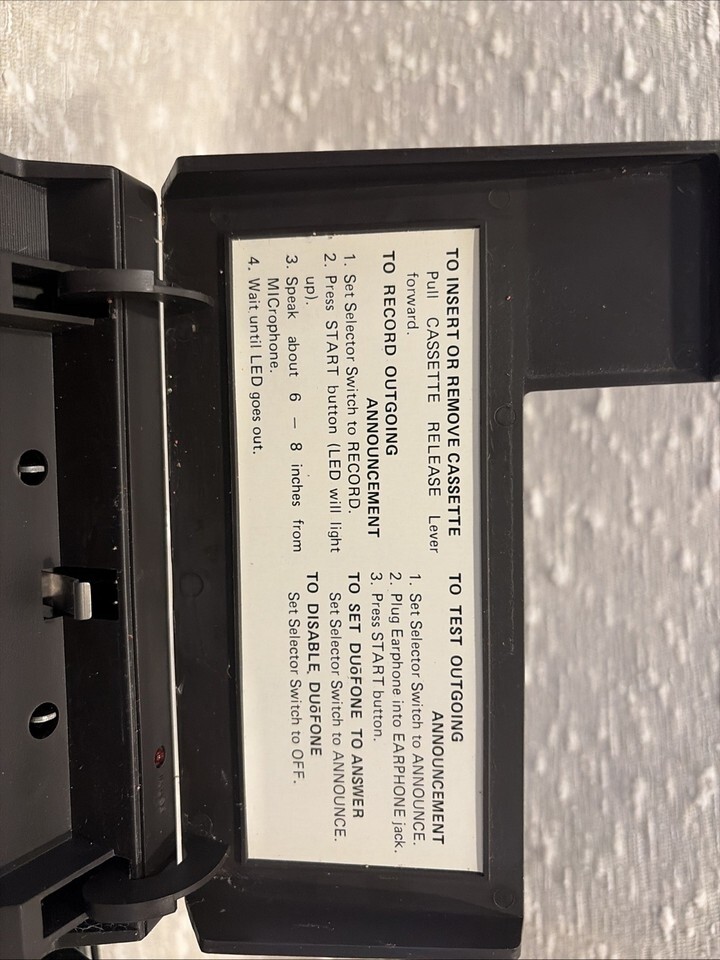 TO INSERT OR REMOVE CASSETTE
Pull CASSETTE RELEASE Lever
forward.
TO RECORD OUTGOING
ANNOUNCEMENT
1. Set Selector Switch to RECORD.
2. Press START button (LED will light
up).
3. Speak about 6 – 8 inches from
MICrophone.
4. Wait until LED goes out.
TO TEST OUTGOING
ANNOUNCEMENT
1. Set Selector Switch to ANNOUNCE.
2. Plug Earphone into EARPHONE jack.
3. Press START button.
TO SET DUōFONE TO ANSWER
Set Selector Switch to ANNOUNCE.
TO DISABLE DUōFONE
Set Selector Switch to OFF.